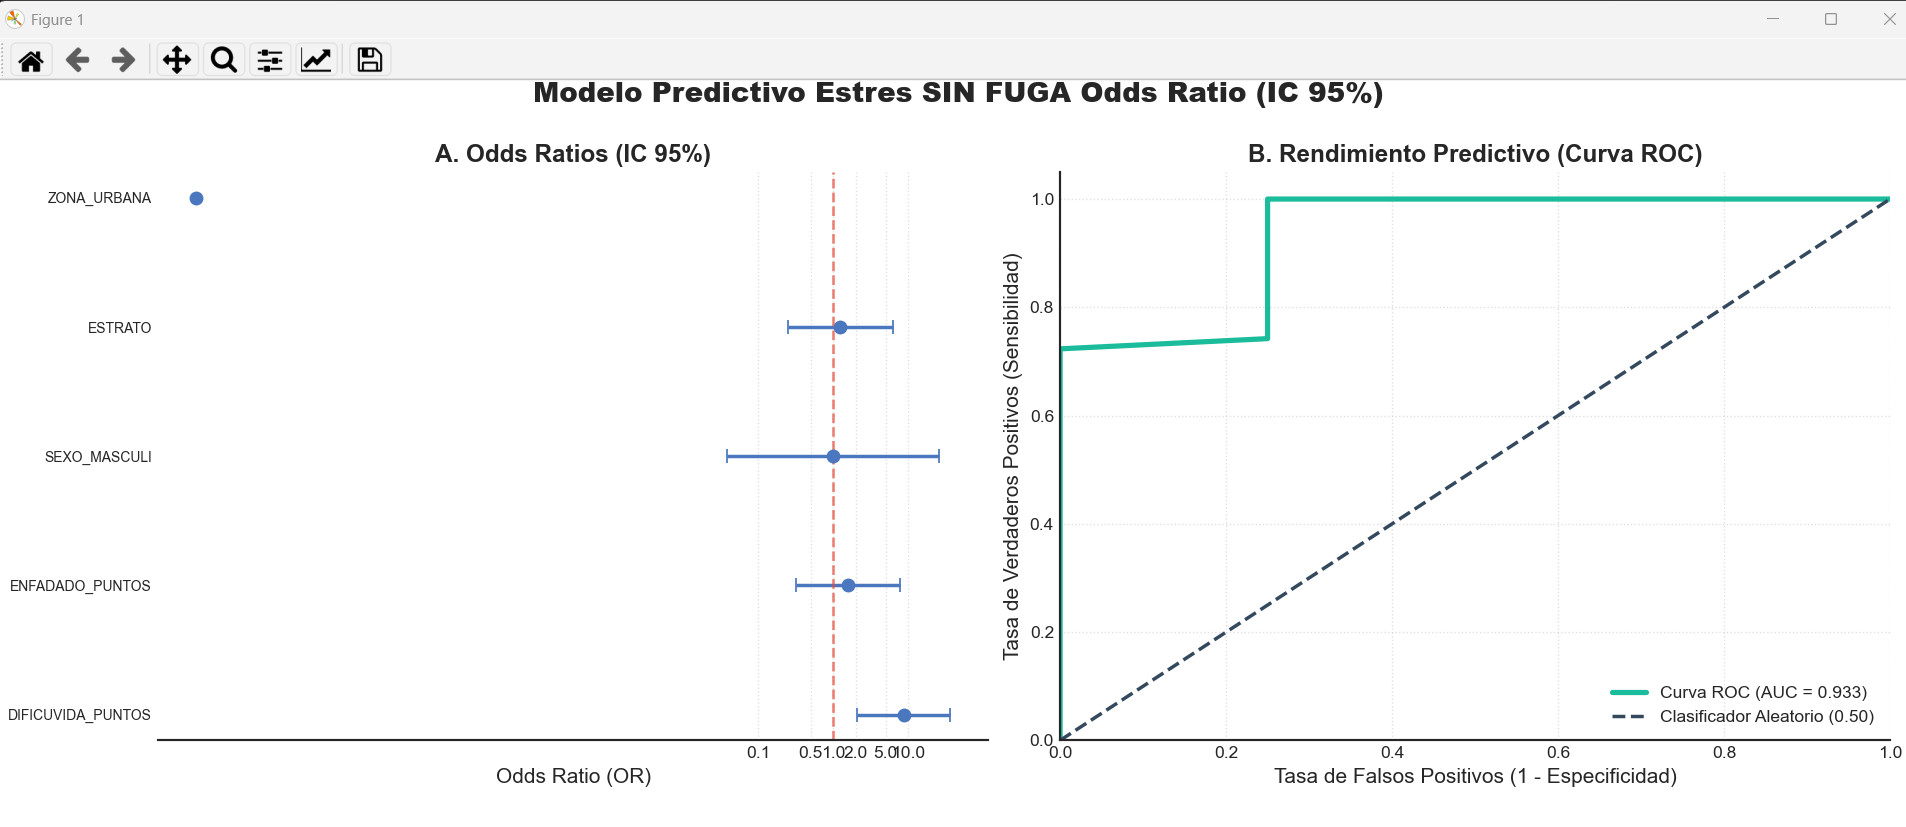 Figure 1
Modelo Predictivo Estres SIN FUGA Odds Ratio (IC 95%)
A. Odds Ratios (IC 95%)
ZONA_URBANA
ESTRATO
SEXO_MASCULI
ENFADADO_PUNTOS
DIFICUVIDA_PUNTOS
0.1 0.5 1.0 2.0 5.0 10.0
Odds Ratio (OR)
B. Rendimiento Predictivo (Curva ROC)
Tasa de Verdaderos Positivos (Sensibilidad)
1.0
0.8
0.6
0.4
0.2
0.0
0.0 0.2 0.4 0.6 0.8 1.0
Tasa de Falsos Positivos (1 - Especificidad)
Curva ROC (AUC = 0.933)
Clasificador Aleatorio (0.50)